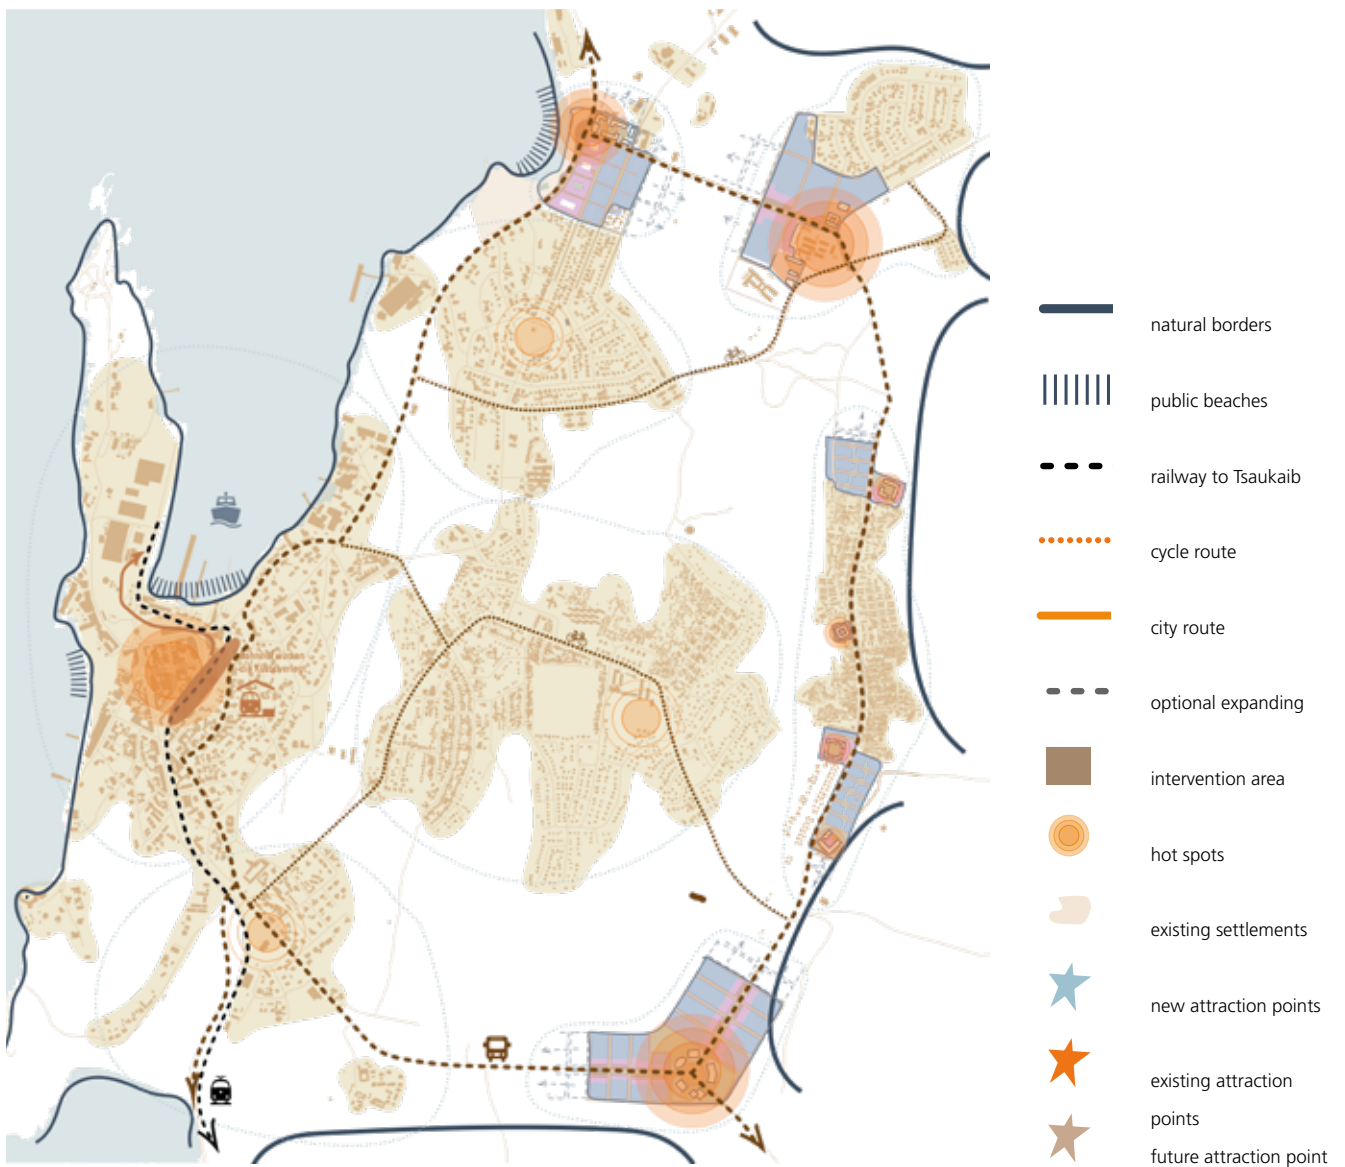 natural borders
public beaches
railway to Tsaukaib
cycle route
city route
optional expanding
intervention area
hot spots
existing settlements
new attraction points
existing attraction
points
future attraction point